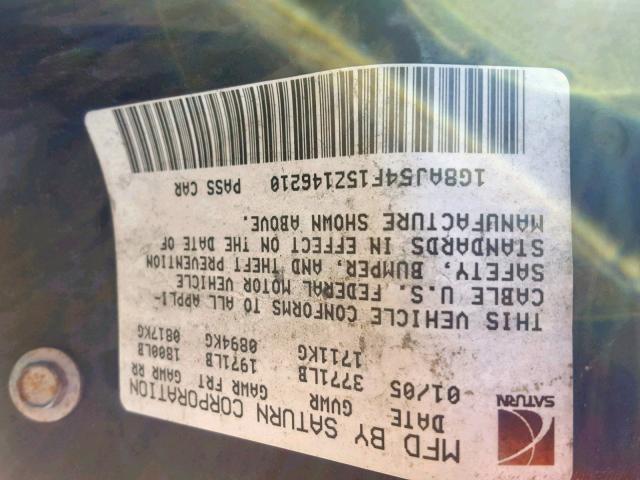 SATURN
MFD BY SATURN CORPORATION
DATE GVWR GAWR FRT GAWR RR
01/05 3771LB 1971LB 1800LB
1711KG 0894KG 0817KG
THIS VEHICLE CONFORMS TO ALL APPLI-
CABLE U.S. FEDERAL MOTOR VEHICLE
SAFETY, BUMPER, AND THEFT PREVENTION
STANDARDS IN EFFECT ON THE DATE OF
MANUFACTURE SHOWN ABOVE.
1G8AJ54F15Z146210 PASS CAR